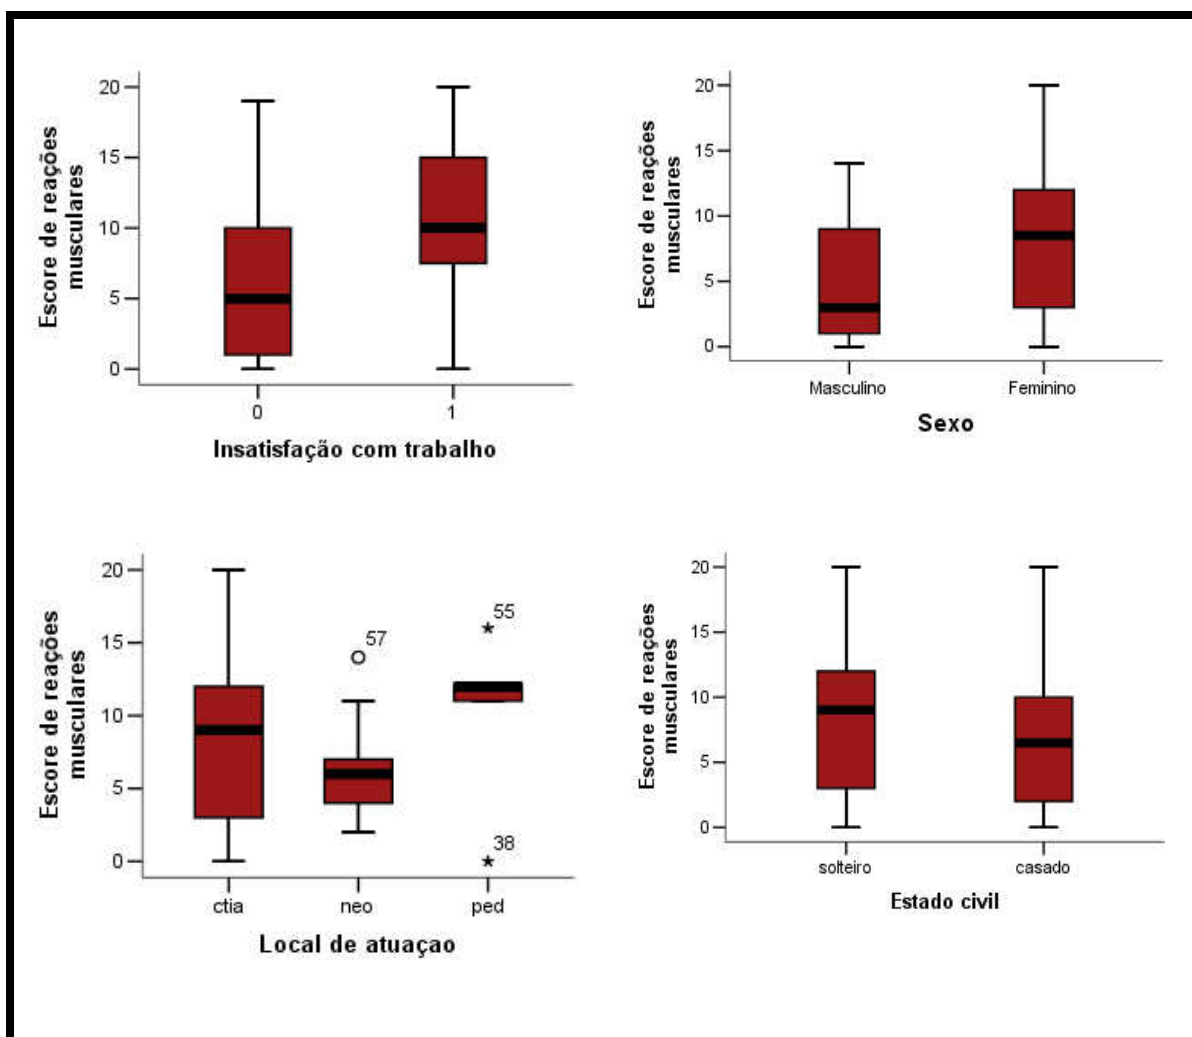 Escore de reações
musculares
20
15
10
5
0
0
1
Insatisfação com trabalho
Escore de reações
musculares
20
15
10
5
0
Masculino
Feminino
Sexo
Escore de reações
musculares
20
15
10
5
0
57
55
38
ctia
neo
ped
Local de atuaçao
Escore de reações
musculares
20
15
10
5
0
solteiro
casado
Estado civil